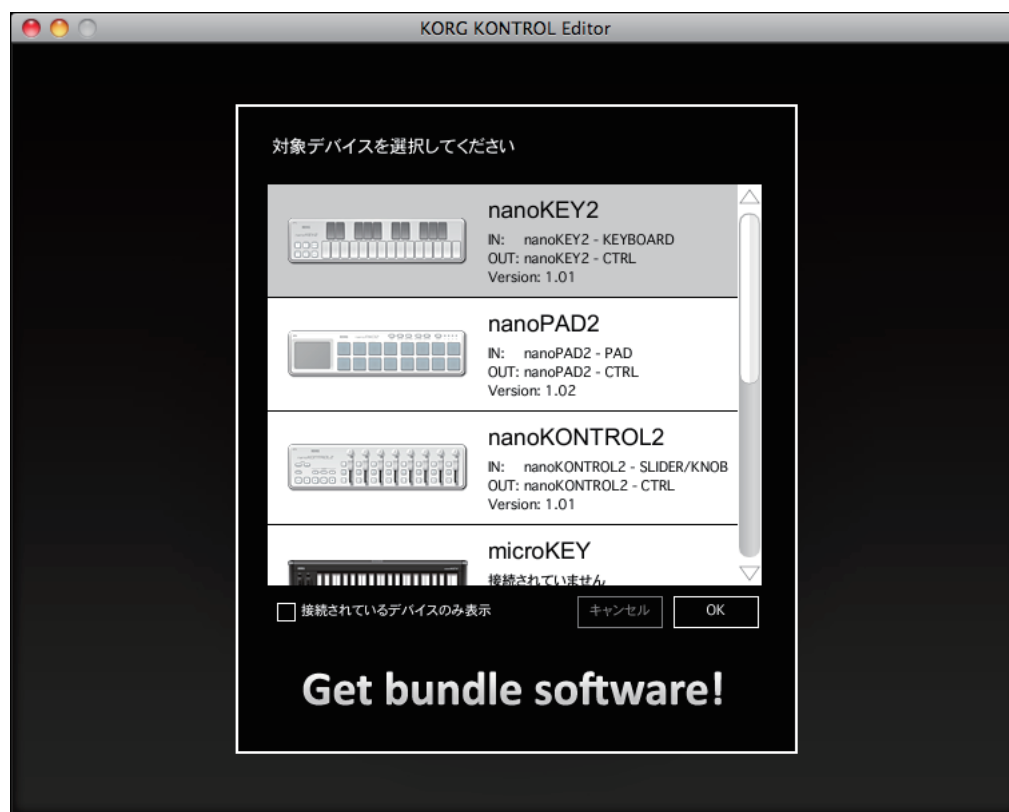 KORG KONTROL Editor
対象デバイスを選択してください
nanoKEY2
IN: nanoKEY2 - KEYBOARD
OUT: nanoKEY2 - CTRL
Version: 1.01
nanoPAD2
IN: nanoPAD2 - PAD
OUT: nanoPAD2 - CTRL
Version: 1.02
nanoKONTROL2
IN: nanoKONTROL2 - SLIDER/KNOB
OUT: nanoKONTROL2 - CTRL
Version: 1.01
microKEY
接続されていません
接続されているデバイスのみ表示
キャンセル
OK
Get bundle software!